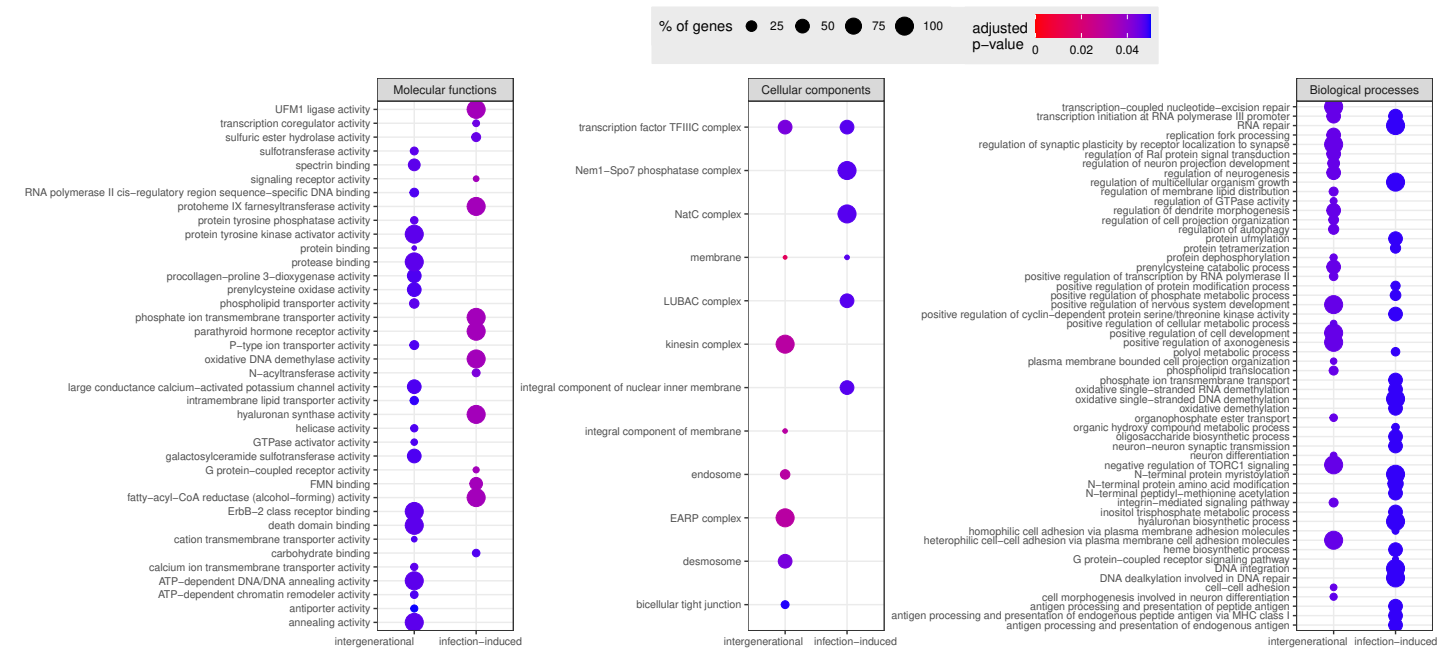 % of genes 25 50 75 100
adjusted
p−value 0 0.02 0.04
Molecular functions
UFM1 ligase activity
transcription coregulator activity
sulfuric ester hydrolase activity
sulfotransferase activity
spectrin binding
signaling receptor activity
RNA polymerase II cis−regulatory region sequence−specific DNA binding
protoheme IX farnesyltransferase activity
protein tyrosine phosphatase activity
protein tyrosine kinase activator activity
protein binding
protease binding
procollagen−proline 3−dioxygenase activity
prenylcysteine oxidase activity
phospholipid transporter activity
phosphate ion transmembrane transporter activity
parathyroid hormone receptor activity
P−type ion transporter activity
oxidative DNA demethylase activity
N−acyltransferase activity
large conductance calcium−activated potassium channel activity
intramembrane lipid transporter activity
hyaluronan synthase activity
helicase activity
GTPase activator activity
galactosylceramide sulfotransferase activity
G protein−coupled receptor activity
FMN binding
fatty−acyl−CoA reductase (alcohol−forming) activity
ErbB−2 class receptor binding
death domain binding
cation transmembrane transporter activity
carbohydrate binding
calcium ion transmembrane transporter activity
ATP−dependent DNA/DNA annealing activity
ATP−dependent chromatin remodeler activity
antiporter activity
annealing activity
intergenerational infection−induced
Cellular components
transcription factor TFIIIC complex
Nem1−Spo7 phosphatase complex
NatC complex
membrane
LUBAC complex
kinesin complex
integral component of nuclear inner membrane
integral component of membrane
endosome
EARP complex
desmosome
bicellular tight junction
intergenerational infection−induced
Biological processes
transcription−coupled nucleotide−excision repair
transcription initiation at RNA polymerase III promoter
RNA repair
replication fork processing
regulation of synaptic plasticity by receptor localization to synapse
regulation of Ral protein signal transduction
regulation of neuron projection development
regulation of neurogenesis
regulation of multicellular organism growth
regulation of membrane lipid distribution
regulation of GTPase activity
regulation of dendrite morphogenesis
regulation of cell projection organization
regulation of autophagy
protein ufmylation
protein tetramerization
protein dephosphorylation
prenylcysteine catabolic process
positive regulation of transcription by RNA polymerase II
positive regulation of protein modification process
positive regulation of phosphate metabolic process
positive regulation of nervous system development
positive regulation of cyclin−dependent protein serine/threonine kinase activity
positive regulation of cellular metabolic process
positive regulation of cell development
positive regulation of axonogenesis
polyol metabolic process
plasma membrane bounded cell projection organization
phospholipid translocation
phosphate ion transmembrane transport
oxidative single−stranded RNA demethylation
oxidative single−stranded DNA demethylation
oxidative demethylation
organophosphate ester transport
organic hydroxy compound metabolic process
oligosaccharide biosynthetic process
neuron−neuron synaptic transmission
neuron differentiation
negative regulation of TORC1 signaling
N−terminal protein myristoylation
N−terminal protein amino acid modification
N−terminal peptidyl−methionine acetylation
integrin−mediated signaling pathway
inositol trisphosphate metabolic process
hyaluronan biosynthetic process
homophilic cell adhesion via plasma membrane adhesion molecules
heterophilic cell−cell adhesion via plasma membrane cell adhesion molecules
heme biosynthetic process
G protein−coupled receptor signaling pathway
DNA integration
DNA dealkylation involved in DNA repair
cell−cell adhesion
cell morphogenesis involved in neuron differentiation
antigen processing and presentation of peptide antigen
antigen processing and presentation of endogenous peptide antigen via MHC class I
antigen processing and presentation of endogenous antigen
intergenerational infection−induced